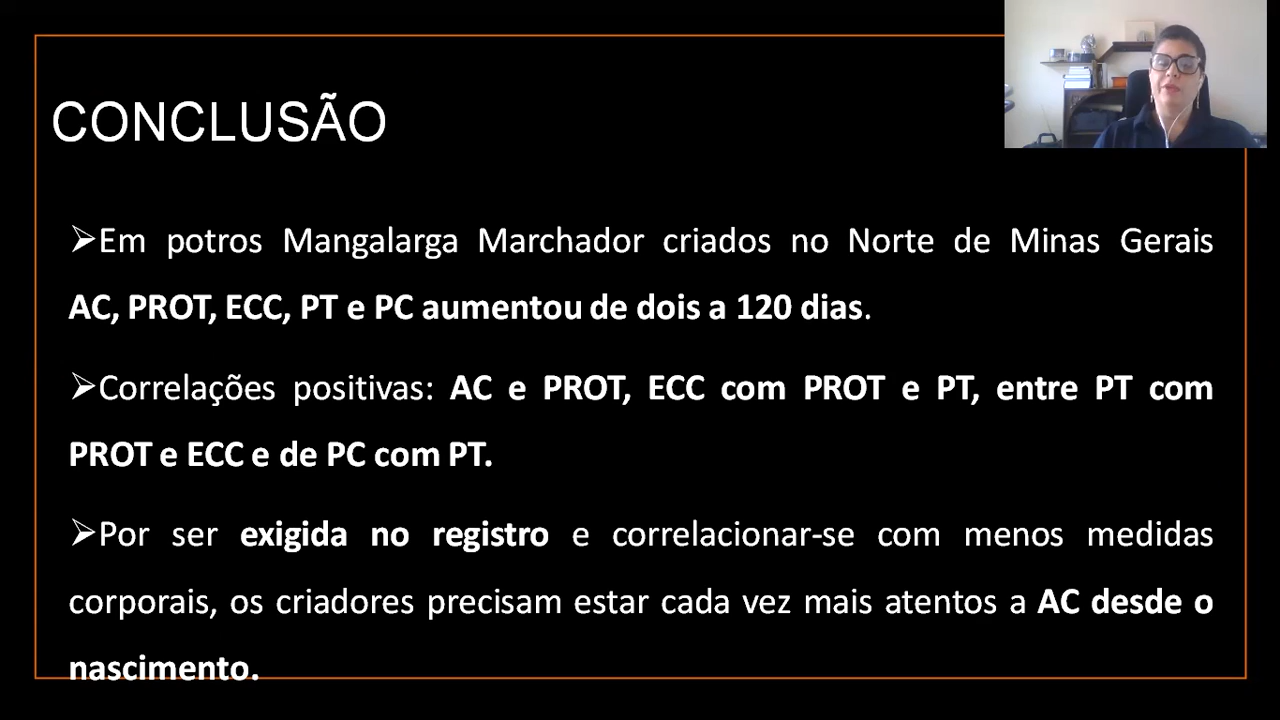 CONCLUSÃO
➢Em potros Mangalarga Marchador criados no Norte de Minas Gerais
AC, PROT, ECC, PT e PC aumentou de dois a 120 dias.
➢Correlações positivas: AC e PROT, ECC com PROT e PT, entre PT com
PROT e ECC e de PC com PT.
➢Por ser exigida no registro e correlacionar-se com menos medidas
corporais, os criadores precisam estar cada vez mais atentos a AC desde o
nascimento.